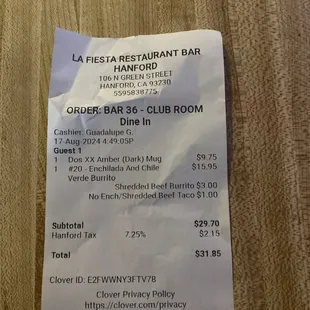 LA FIESTA RESTAURANT BAR
HANFORD
106 N GREEN STREET
HANFORD, CA 93230
5595838775
ORDER: BAR 36 - CLUB ROOM
Dine In
Cashier: Guadalupe G.
17-Aug-2024 4:49:05P
Guest 1
1 Dos XX Amber (Dark) Mug $9.75
1 #20 - Enchilada And Chile $15.95
Verde Burrito
Shredded Beef Burrito $3.00
No Ench/Shredded Beef Taco $1.00
Subtotal $29.70
Hanford Tax 7.25% $2.15
Total $31.85
Clover ID: E2FWWNY3FTV78
Clover Privacy Policy
https://clover.com/privacy